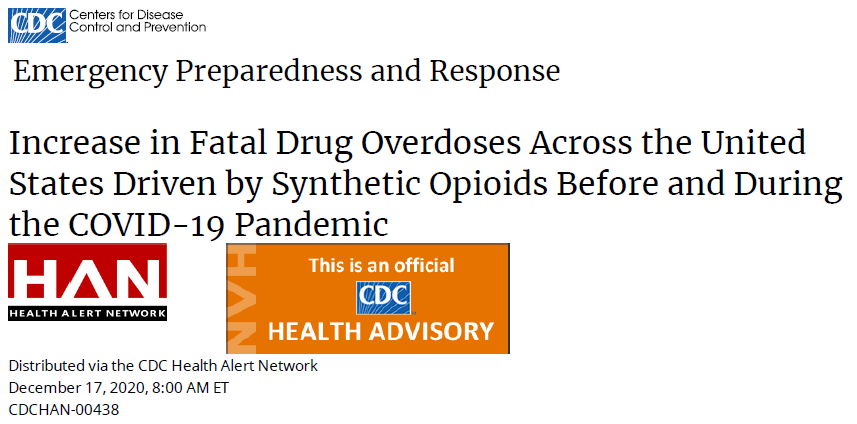 CDC Centers for Disease
Control and Prevention
Emergency Preparedness and Response
Increase in Fatal Drug Overdoses Across the United
States Driven by Synthetic Opioids Before and During
the COVID-19 Pandemic
HAN
HEALTH ALERT NETWORK
HAN
This is an official
CDC
HEALTH ADVISORY
Distributed via the CDC Health Alert Network
December 17, 2020, 8:00 AM ET
CDCHAN-00438